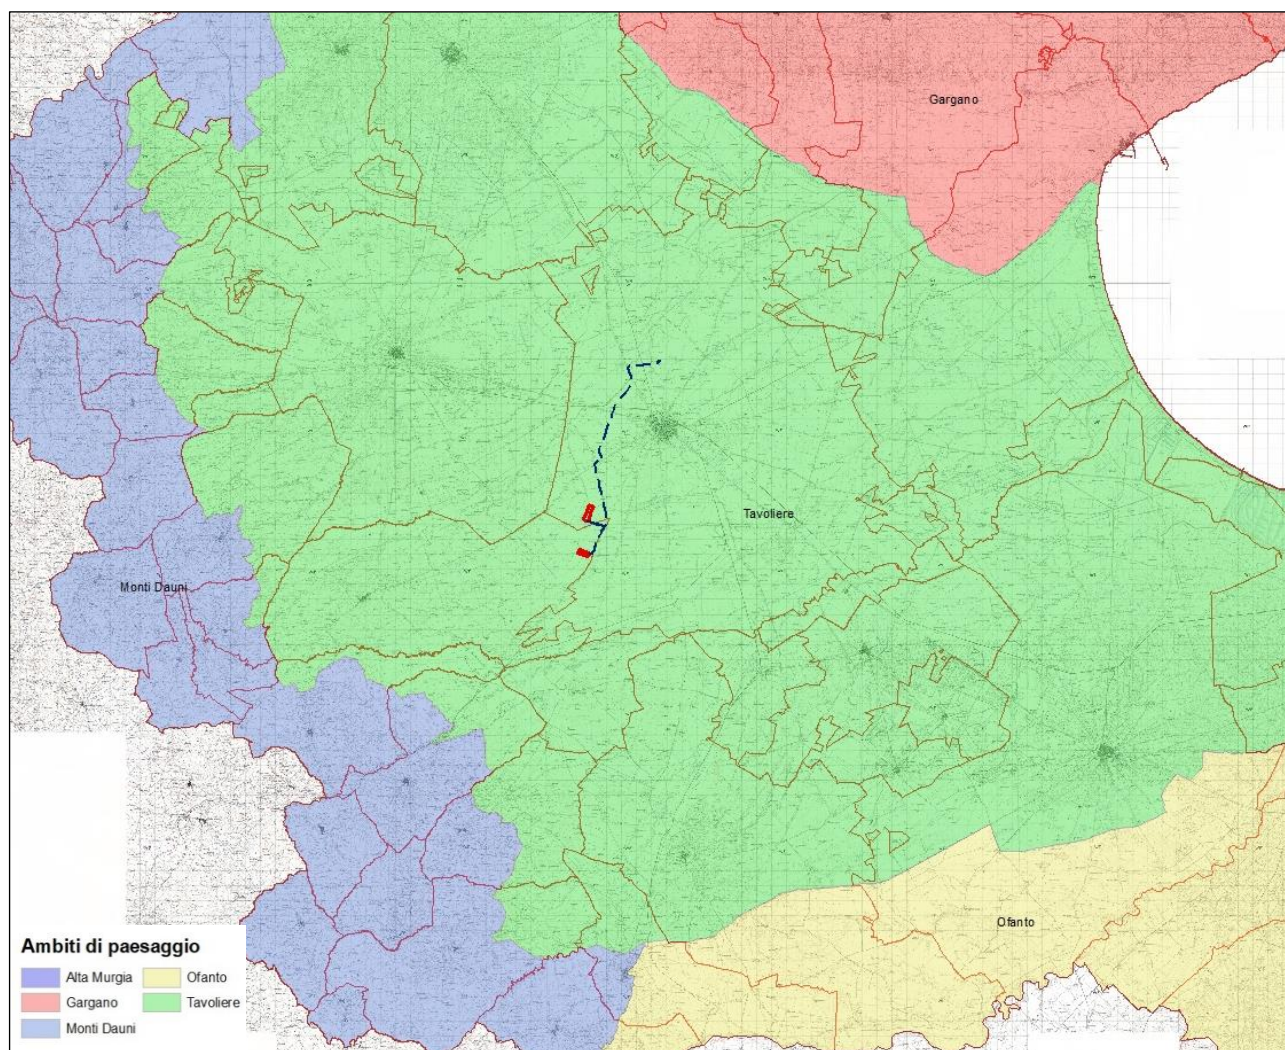 Gargano
Tavoliere
Monti Dauni
Ofanto
Ambiti di paesaggio
Alta Murgia
Ofanto
Gargano
Tavoliere
Monti Dauni